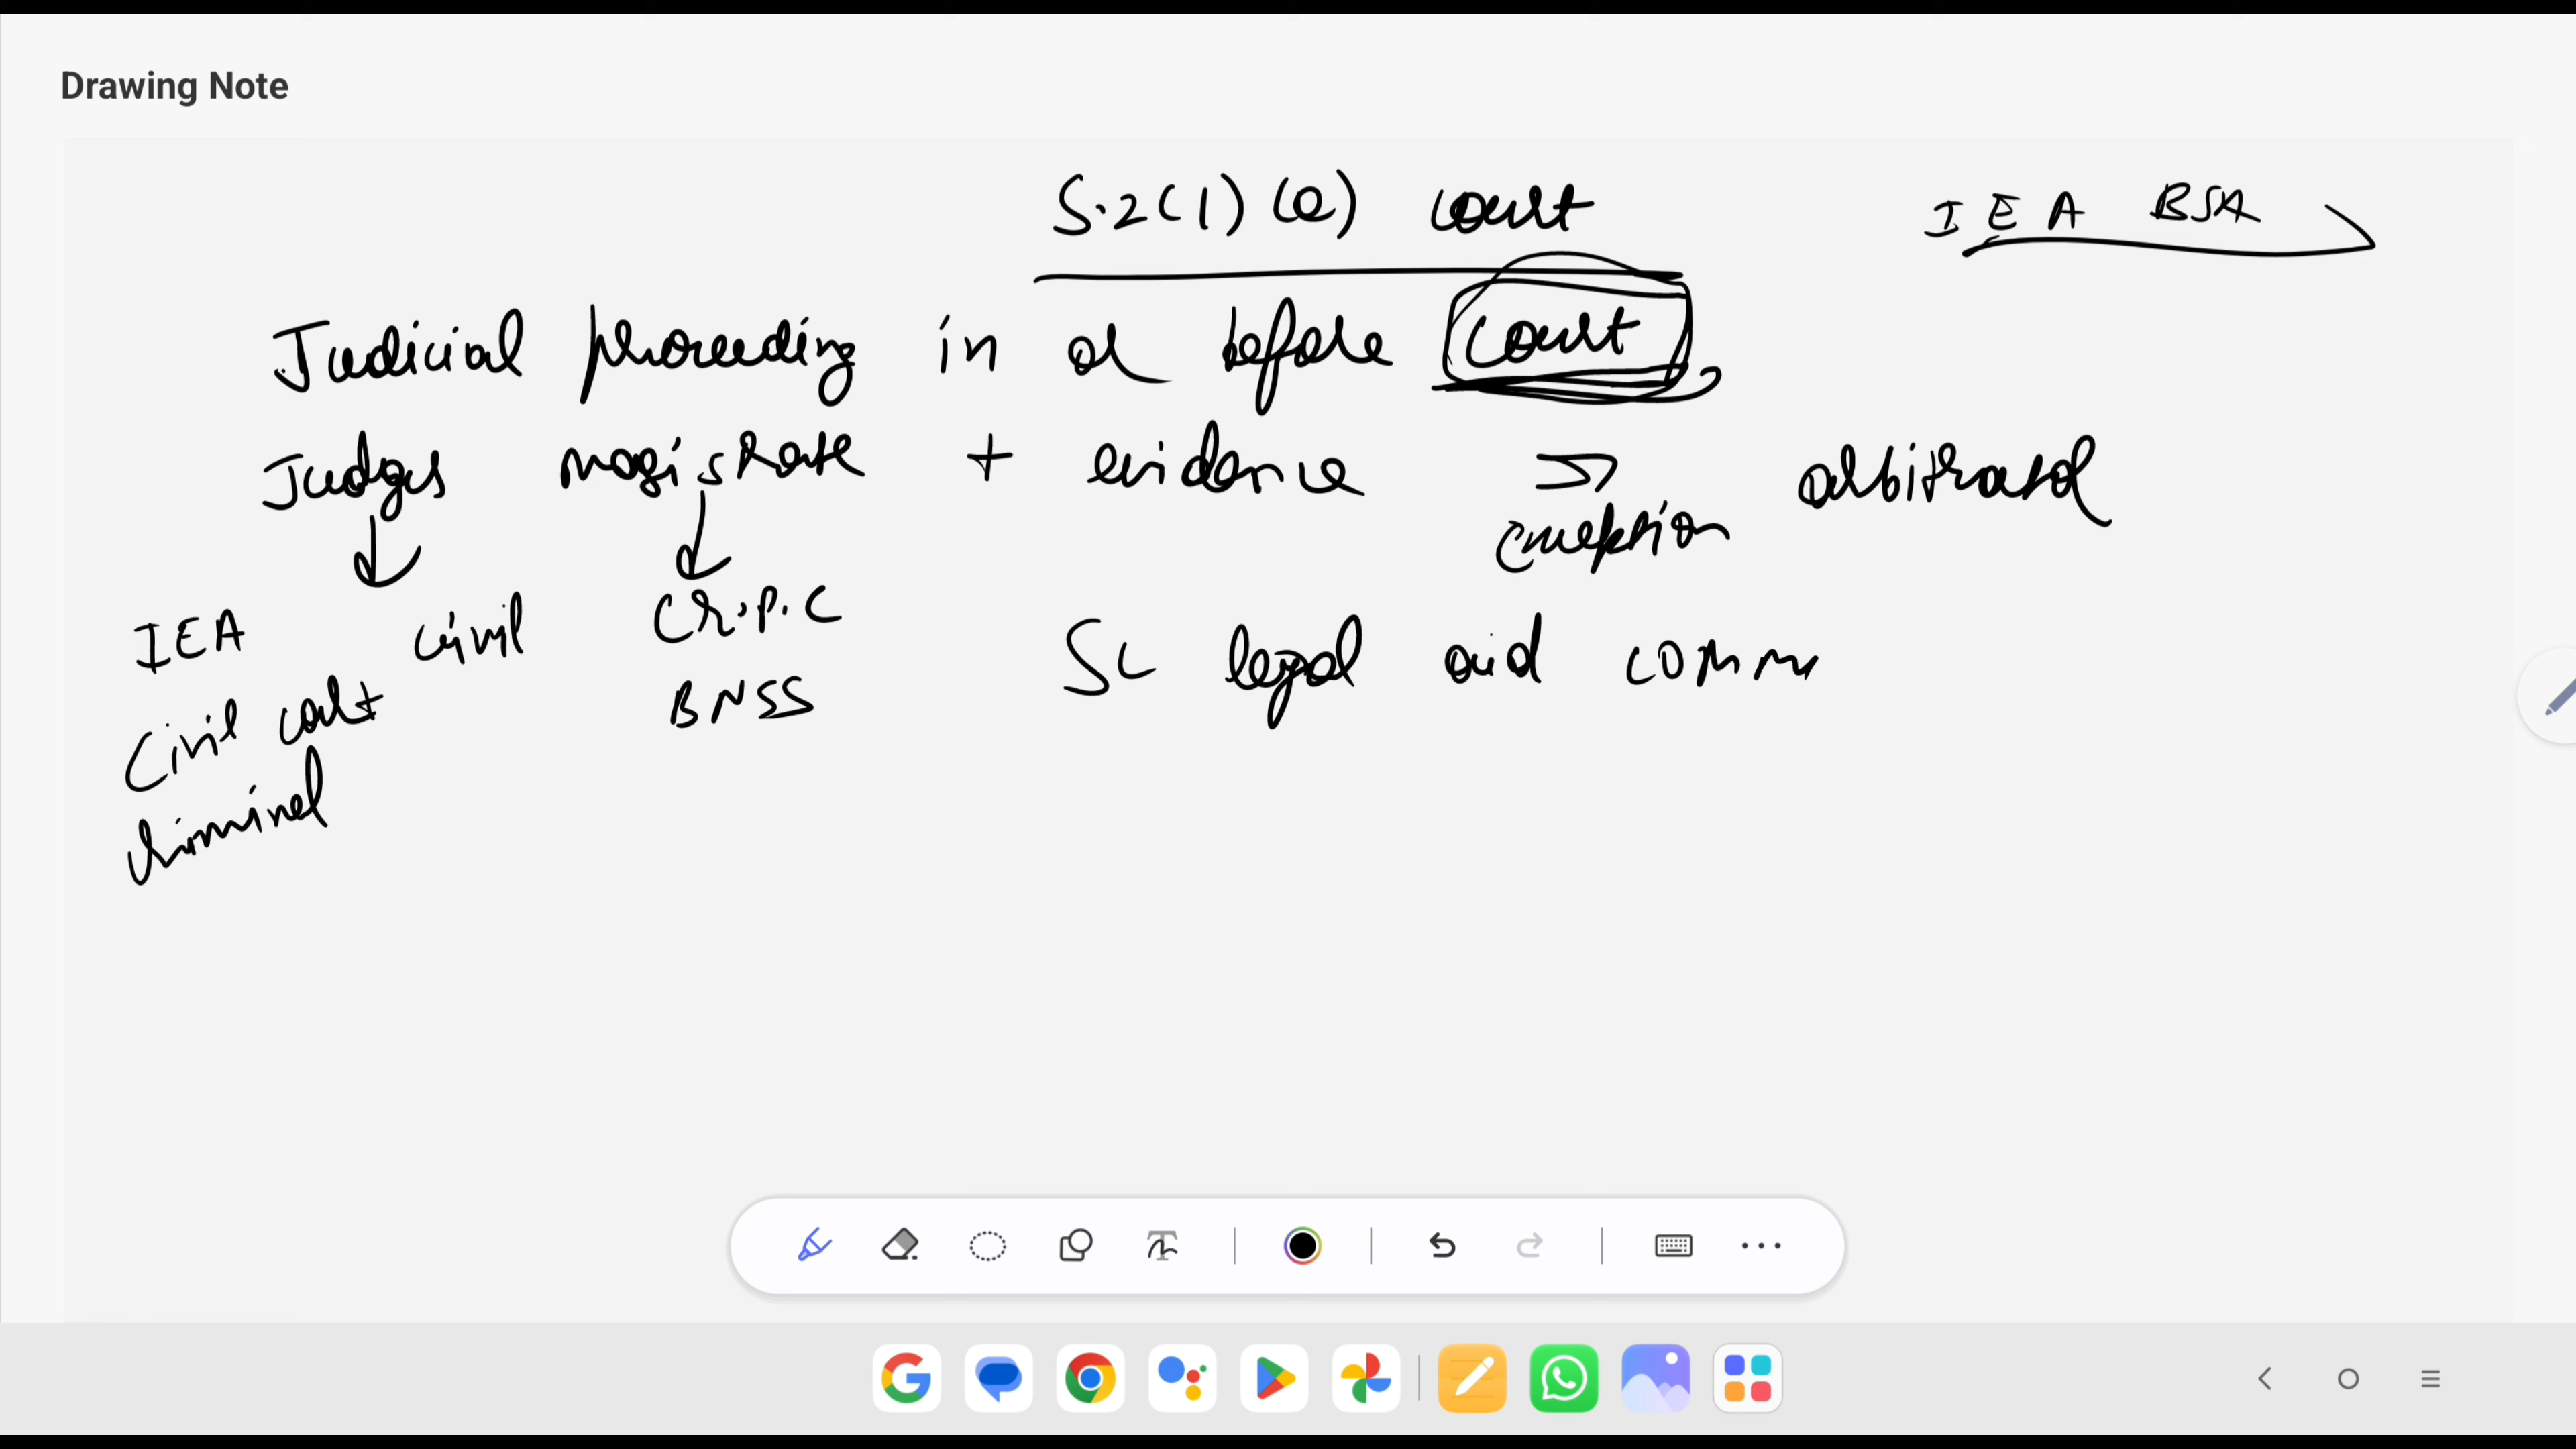 Drawing Note
S.2(1)(a) court
IEA BSA
Judicial proceeding in or before court
Judges magistrate + evidence => arbitrator
exception
IEA civil Cr.P.C
Civil court BNSS
criminal
SC legal aid comm